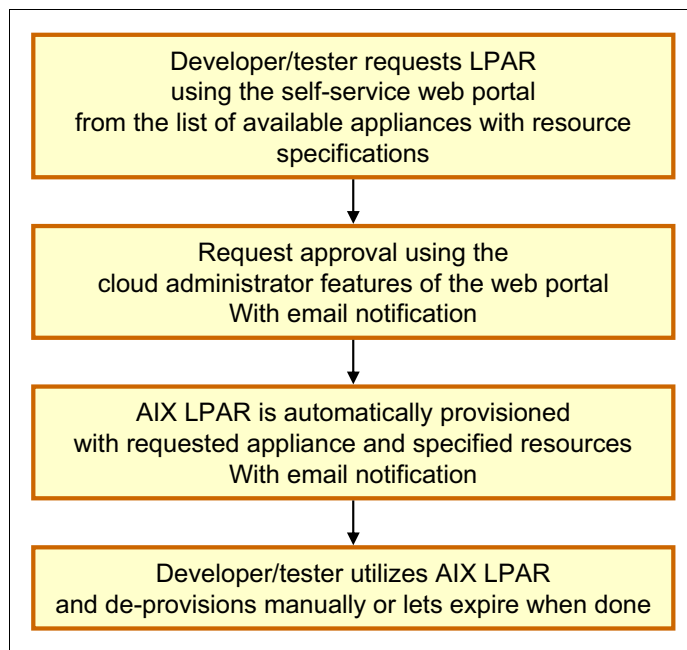 Developer/tester requests LPAR
using the self-service web portal
from the list of available appliances with resource
specifications
Request approval using the
cloud administrator features of the web portal
With email notification
AIX LPAR is automatically provisioned
with requested appliance and specified resources
With email notification
Developer/tester utilizes AIX LPAR
and de-provisions manually or lets expire when done